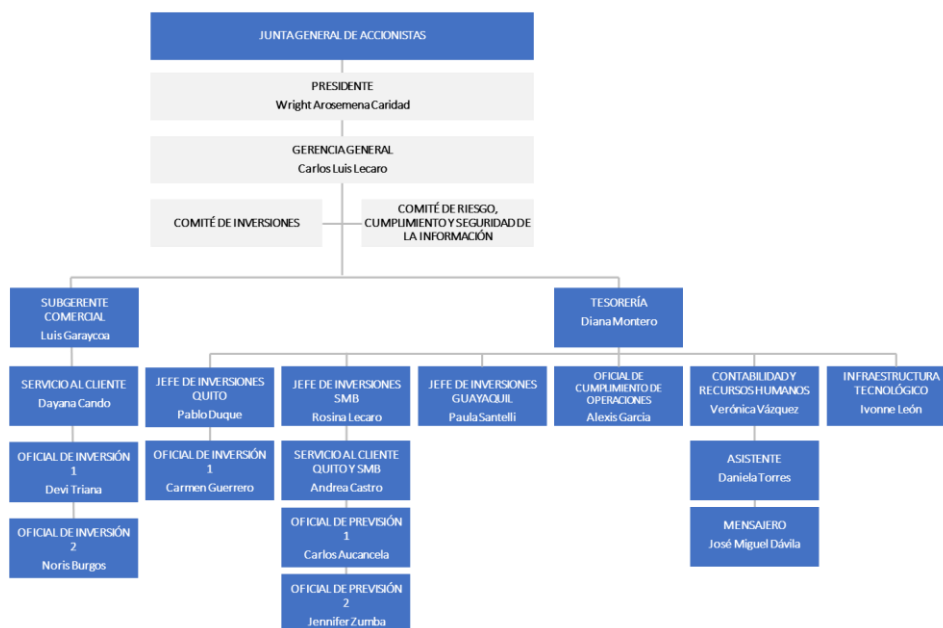 JUNTA GENERAL DE ACCIONISTAS
PRESIDENTE
Wright Arosemena Caridad
GERENCIA GENERAL
Carlos Luis Lecaro
COMITÉ DE INVERSIONES
COMITÉ DE RIESGO,
CUMPLIMIENTO Y SEGURIDAD DE
LA INFORMACIÓN
SUBGERENTE
COMERCIAL
Luis Garaycoa
TESORERÍA
Diana Montero
SERVICIO AL CLIENTE
Dayana Cando
JEFE DE INVERSIONES
QUITO
Pablo Duque
JEFE DE INVERSIONES
SMB
Rosina Lecaro
JEFE DE INVERSIONES
GUAYAQUIL
Paula Santelli
OFICIAL DE
CUMPLIMIENTO DE
OPERACIONES
Alexis Garcia
CONTABILIDAD Y
RECURSOS HUMANOS
Verónica Vázquez
INFRAESTRUCTURA
TECNOLÓGICO
Ivonne León
OFICIAL DE INVERSIÓN
1
Devi Triana
OFICIAL DE INVERSIÓN
1
Carmen Guerrero
SERVICIO AL CLIENTE
QUITO Y SMB
Andrea Castro
ASISTENTE
Daniela Torres
OFICIAL DE INVERSIÓN
2
Noris Burgos
OFICIAL DE PREVISIÓN
1
Carlos Aucancela
MENSAJERO
José Miguel Dávila
OFICIAL DE PREVISIÓN
2
Jennifer Zumba